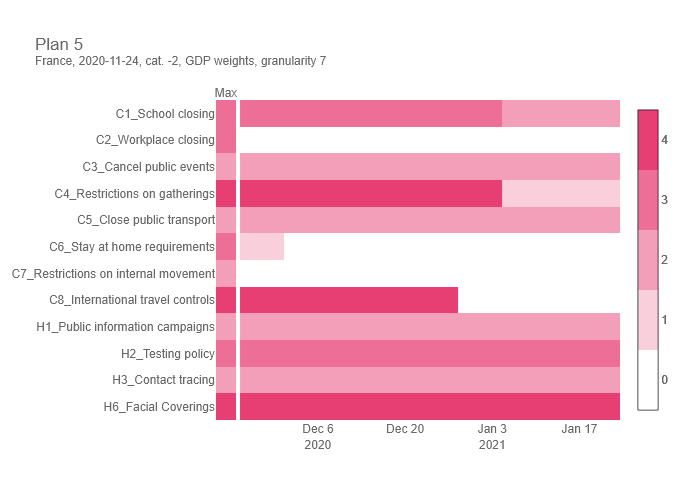 Plan 5
France, 2020-11-24, cat. -2, GDP weights, granularity 7
Max
C1_School closing
C2_Workplace closing
C3_Cancel public events
C4_Restrictions on gatherings
C5_Close public transport
C6_Stay at home requirements
C7_Restrictions on internal movement
C8_International travel controls
H1_Public information campaigns
H2_Testing policy
H3_Contact tracing
H6_Facial Coverings
Dec 6 Dec 20 Jan 3 Jan 17
2020 2021
4
3
2
1
0